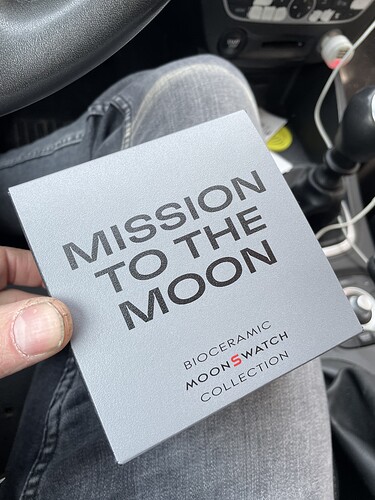 MISSION
TO THE
MOON
BIOCERAMIC
MOONSWATCH
COLLECTION